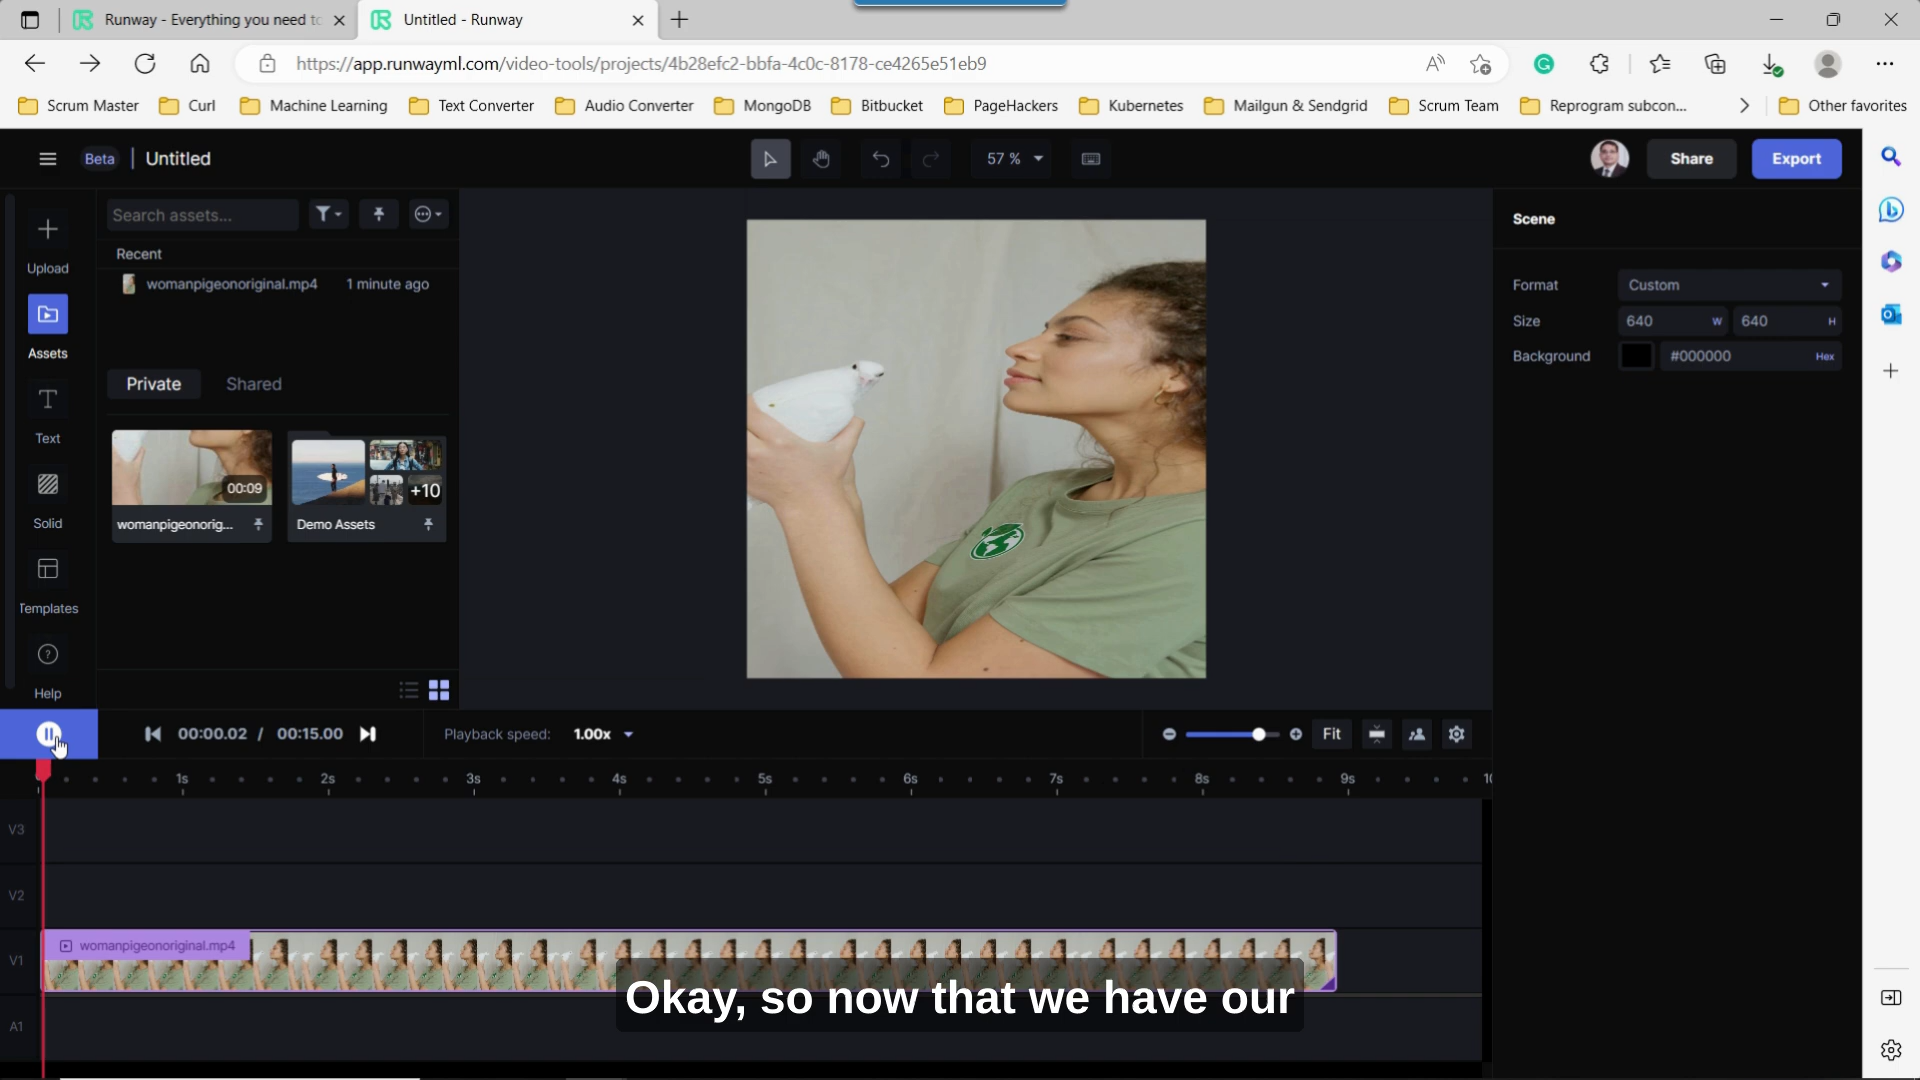 Runway - Everything you need to
Untitled - Runway
https://app.runwayml.com/video-tools/projects/4b28efc2-bbfa-4c0c-8178-ce4265e51eb9
Scrum Master
Curl
Machine Learning
Text Converter
Audio Converter
MongoDB
Bitbucket
PageHackers
Kubernetes
Mailgun & Sendgrid
Scrum Team
Reprogram subcon...
Other favorites
Beta | Untitled
57 %
Share
Export
Search assets...
Recent
womanpigeonoriginal.mp4 1 minute ago
Upload
Assets
Text
Solid
Templates
Help
Private
Shared
00:09
womanpigeonorig...
+10
Demo Assets
Scene
Format Custom
Size 640 W 640 H
Background #000000 Hex
00:00.02 / 00:15.00
Playback speed: 1.00x
Fit
1s 2s 3s 4s 5s 6s 7s 8s 9s 10
V3
V2
V1
womanpigeonoriginal.mp4
A1
Okay, so now that we have our